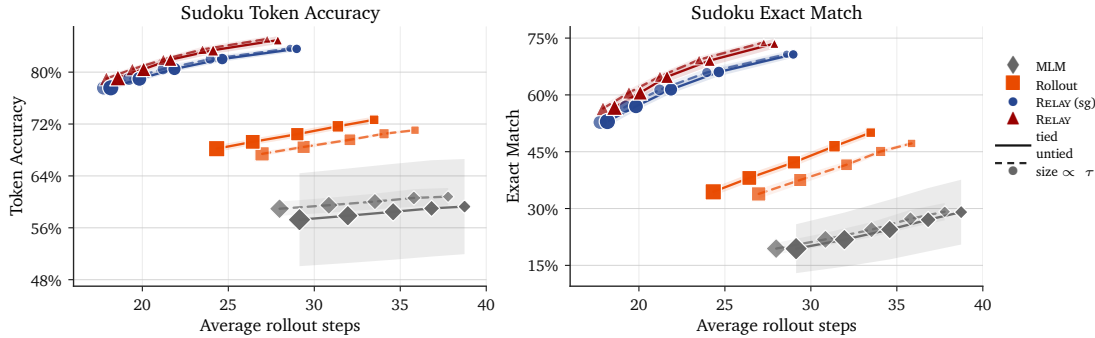 Sudoku Token Accuracy
Token Accuracy
80%
72%
64%
56%
48%
20
25
30
35
40
Average rollout steps
Sudoku Exact Match
Exact Match
75%
60%
45%
30%
15%
20
25
30
35
40
Average rollout steps
MLM
Rollout
RELAY (sg)
RELAY
tied
untied
size ∝ τ